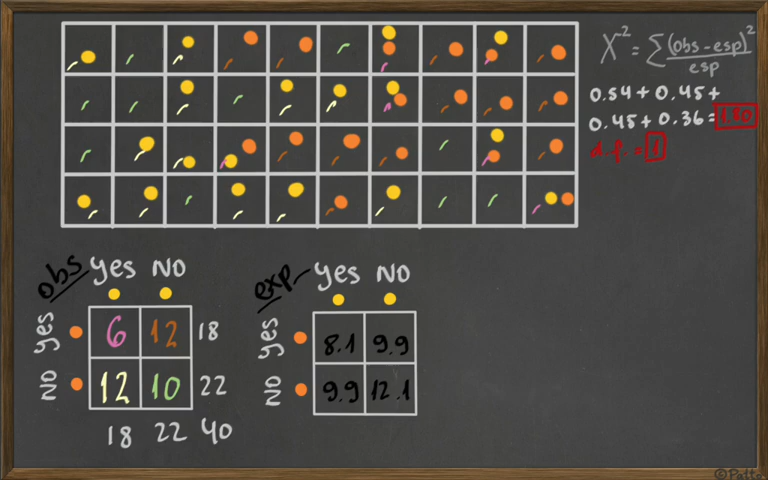 X² = Σ (obs - esp)²
esp
0.54 + 0.45 +
0.45 + 0.36 = 1.80
d.f. = 1
obs
Yes NO
Yes 6 12 18
NO 12 10 22
18 22 40
exp
Yes NO
Yes 8.1 9.9
NO 9.9 12.1